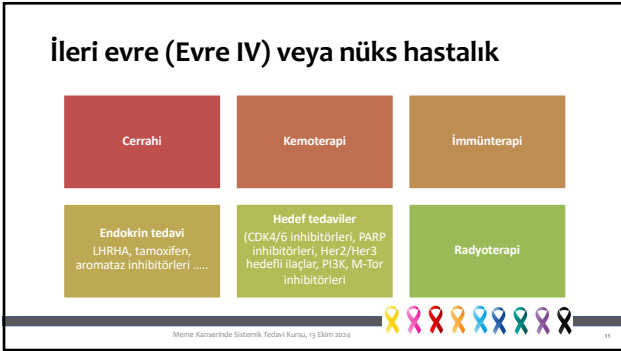 İleri evre (Evre IV) veya nüks hastalık
Cerrahi
Kemoterapi
İmmünterapi
Endokrin tedavi
LHRHA, tamoxifen,
aromataz inhibitörleri .....
Hedef tedaviler
(CDK4/6 inhibitörleri, PARP
inhibitörleri, Her2/Her3
hedefli ilaçlar, PI3K, M-Tor
inhibitörleri
Radyoterapi
Meme Kanserinde Sistemik Tedavi Kursu, 13 Ekim 2024
11